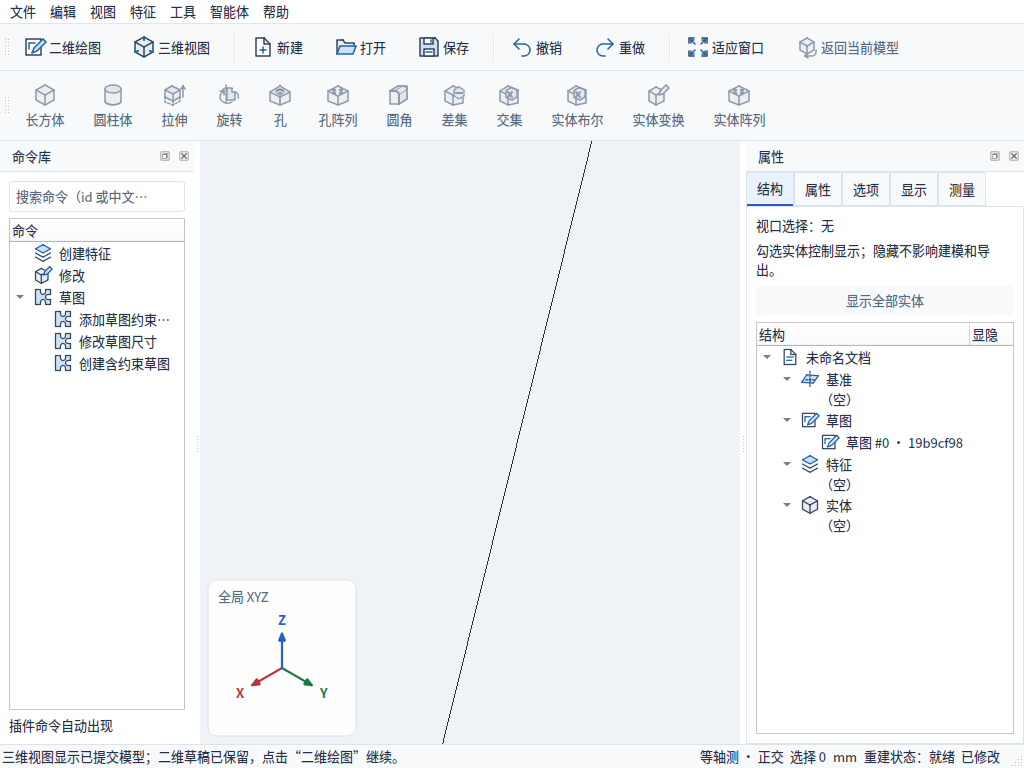 文件 编辑 视图 特征 工具 智能体 帮助
二维绘图 三维视图 新建 打开 保存 撤销 重做 适应窗口 返回当前模型
长方体 圆柱体 拉伸 旋转 孔 孔阵列 圆角 差集 交集 实体布尔 实体变换 实体阵列
命令库
搜索命令（id 或中文…
命令
创建特征
修改
草图
添加草图约束…
修改草图尺寸
创建含约束草图
插件命令自动出现
全局 XYZ
Z
X Y
属性
结构 属性 选项 显示 测量
视口选择：无
勾选实体控制显示；隐藏不影响建模和导
出。
显示全部实体
结构 显隐
未命名文档
基准
（空）
草图
草图 #0 · 19b9cf98
特征
（空）
实体
（空）
三维视图显示已提交模型；二维草稿已保留，点击“二维绘图”继续。
等轴测 · 正交 选择 0 mm 重建状态：就绪 已修改